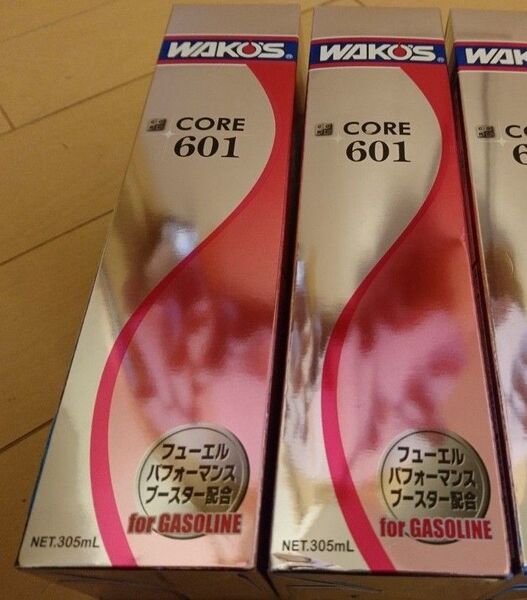 WAKO'S
CORE
601
フューエル
パフォーマンス
ブースター配合
for GASOLINE
NET.305mL
WAKO'S
CORE
601
フューエル
パフォーマンス
ブースター配合
for GASOLINE
NET.305mL
WAK
C
6